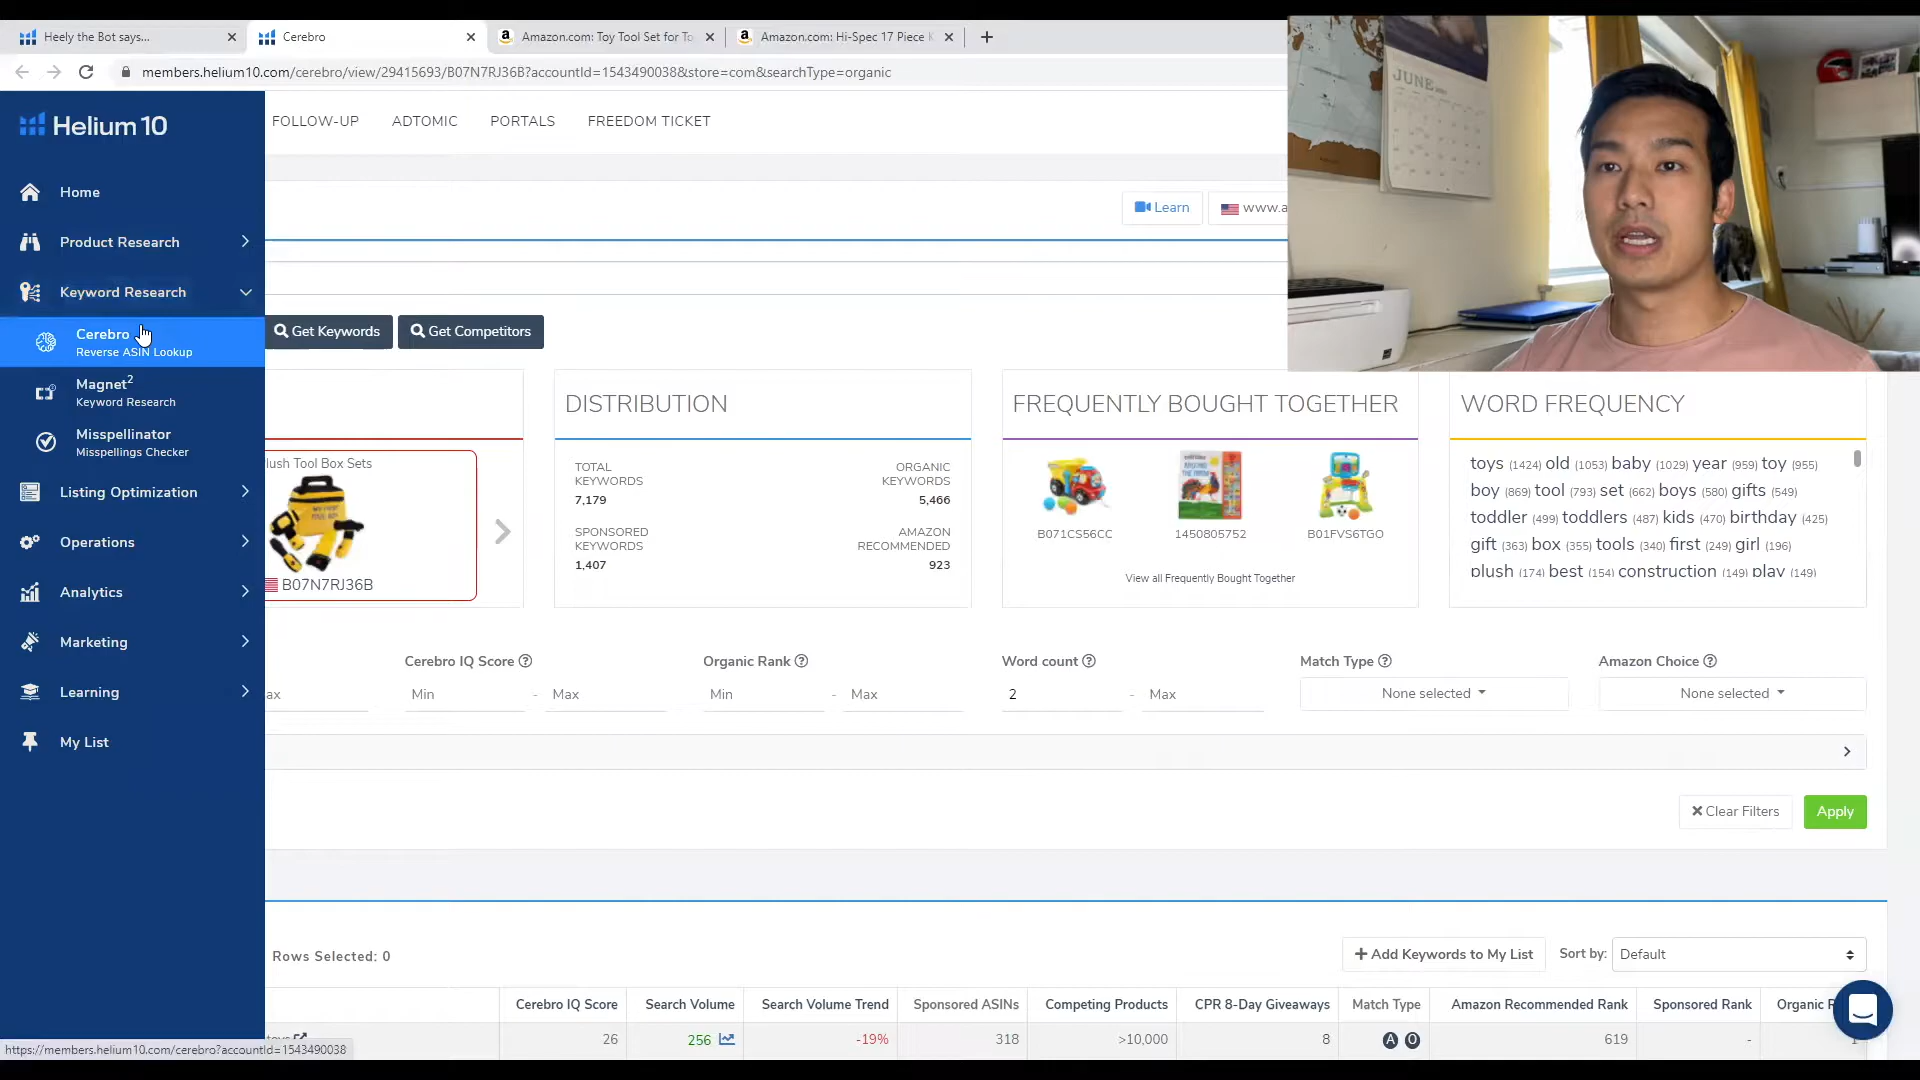 Heely the Bot says...
Cerebro
Amazon.com: Toy Tool Set for To
Amazon.com: Hi-Spec 17 Piece K
members.helium10.com/cerebro/view/29415693/B07N7RJ36B?accountId=1543490038&store=com&searchType=organic
Helium 10
FOLLOW-UP
ADTOMIC
PORTALS
FREEDOM TICKET
JUNE
Home
Product Research
Keyword Research
Cerebro
Reverse ASIN Lookup
Magnet2
Keyword Research
Misspellinator
Misspellings Checker
Listing Optimization
Operations
Analytics
Marketing
Learning
My List
Learn
www.a
Get Keywords
Get Competitors
lush Tool Box Sets
B07N7RJ36B
DISTRIBUTION
TOTAL KEYWORDS
7,179
ORGANIC KEYWORDS
5,466
SPONSORED KEYWORDS
1,407
AMAZON RECOMMENDED
923
FREQUENTLY BOUGHT TOGETHER
B071CS56CC
1450805752
B01FVS6TGO
View all Frequently Bought Together
WORD FREQUENCY
toys (1424) old (1053) baby (1029) year (959) toy (955)
boy (869) tool (793) set (662) boys (580) gifts (549)
toddler (499) toddlers (487) kids (470) birthday (425)
gift (363) box (355) tools (340) first (249) girl (196)
plush (174) best (154) construction (149) play (149)
ax
Cerebro IQ Score
Min - Max
Organic Rank
Min - Max
Word count
2 - Max
Match Type
None selected
Amazon Choice
None selected
Clear Filters
Apply
Rows Selected: 0
Add Keywords to My List
Sort by:
Default
Cerebro IQ Score
Search Volume
Search Volume Trend
Sponsored ASINs
Competing Products
CPR 8-Day Giveaways
Match Type
Amazon Recommended Rank
Sponsored Rank
Organic R
26
256
-19%
318
>10,000
8
A O
619
-
1
https://members.helium10.com/cerebro?accountId=1543490038